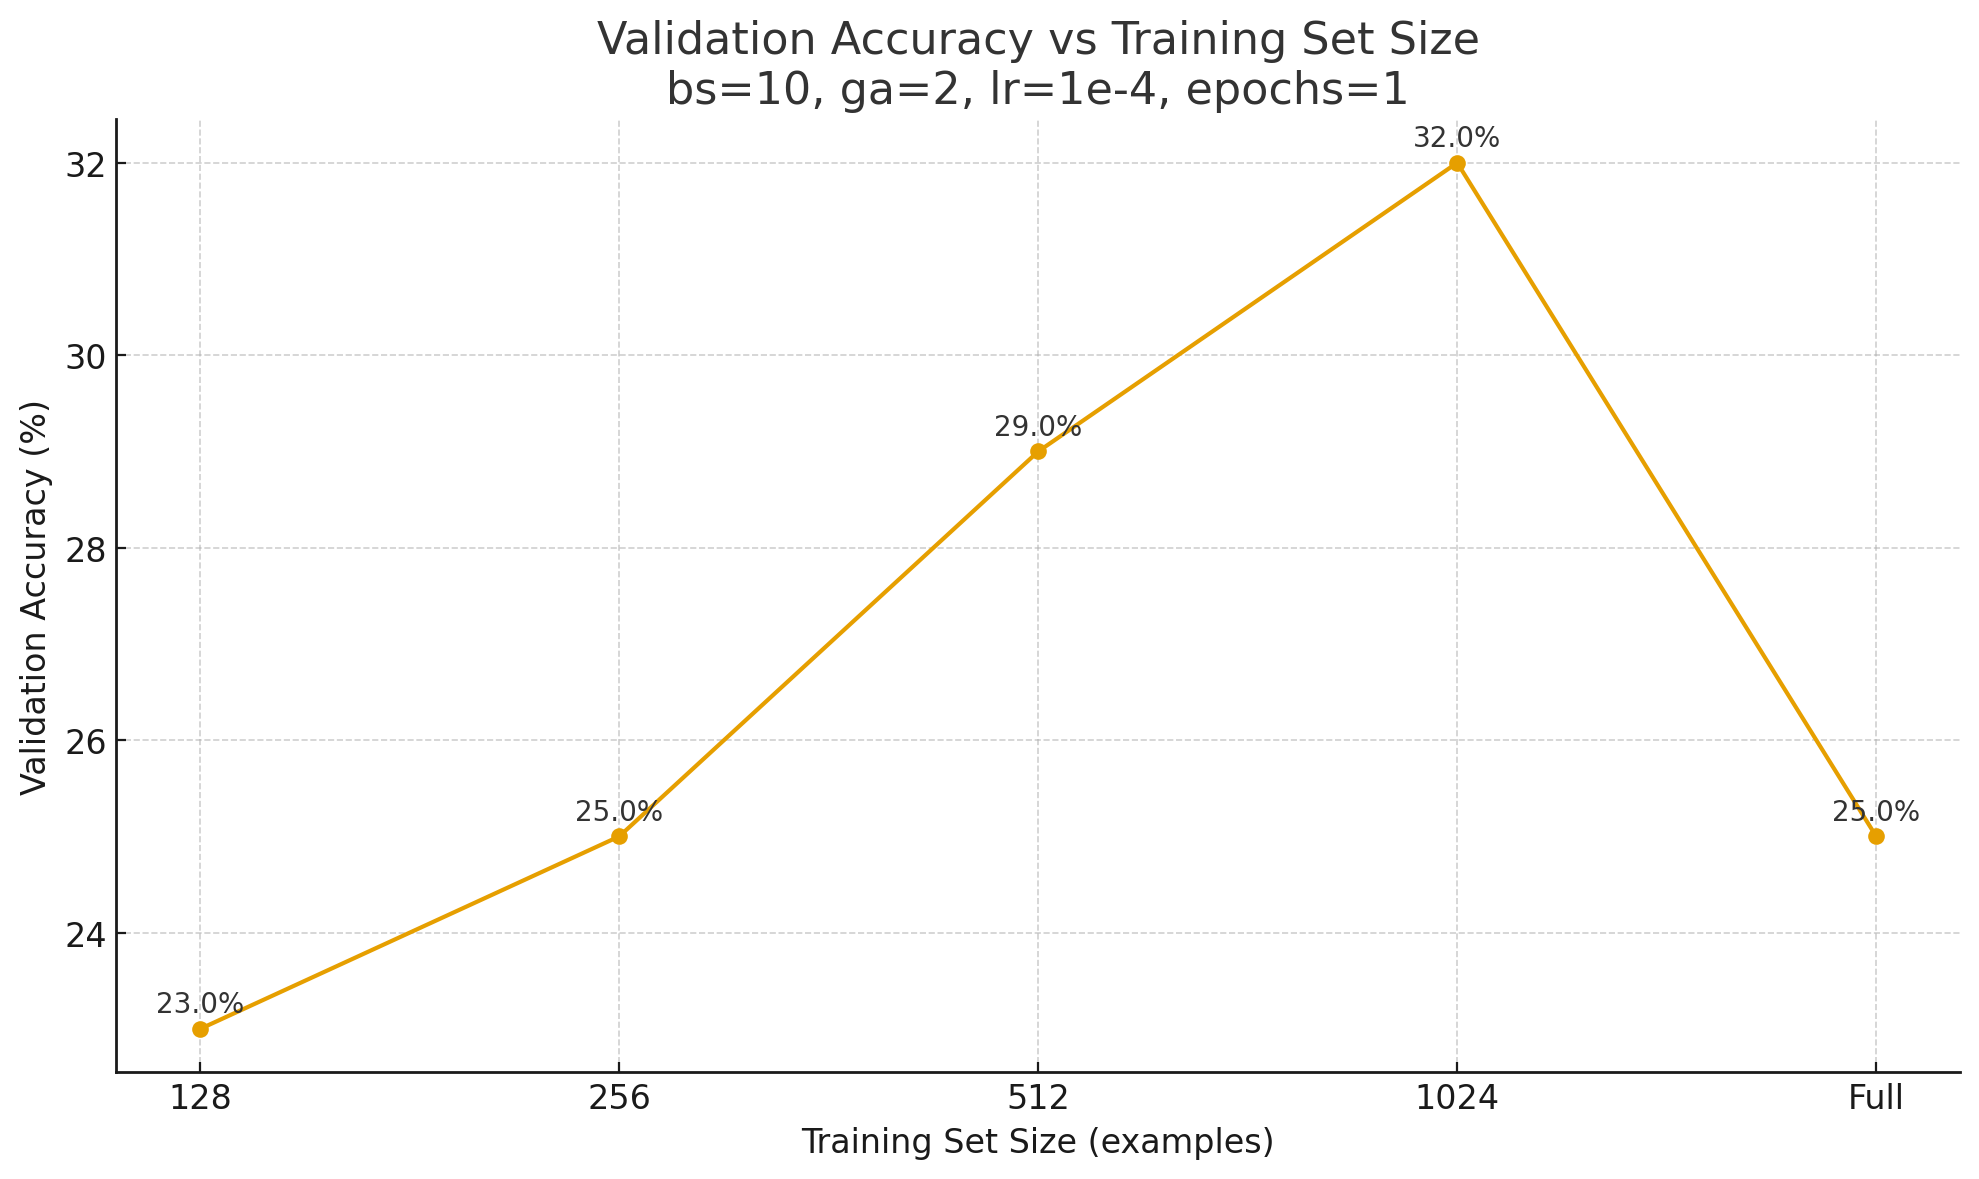 Validation Accuracy vs Training Set Size
bs=10, ga=2, lr=1e-4, epochs=1
32.0%
32
30
29.0%
28
Validation Accuracy (%)
26
25.0%
25.0%
24
23.0%
128
256
512
1024
Full
Training Set Size (examples)